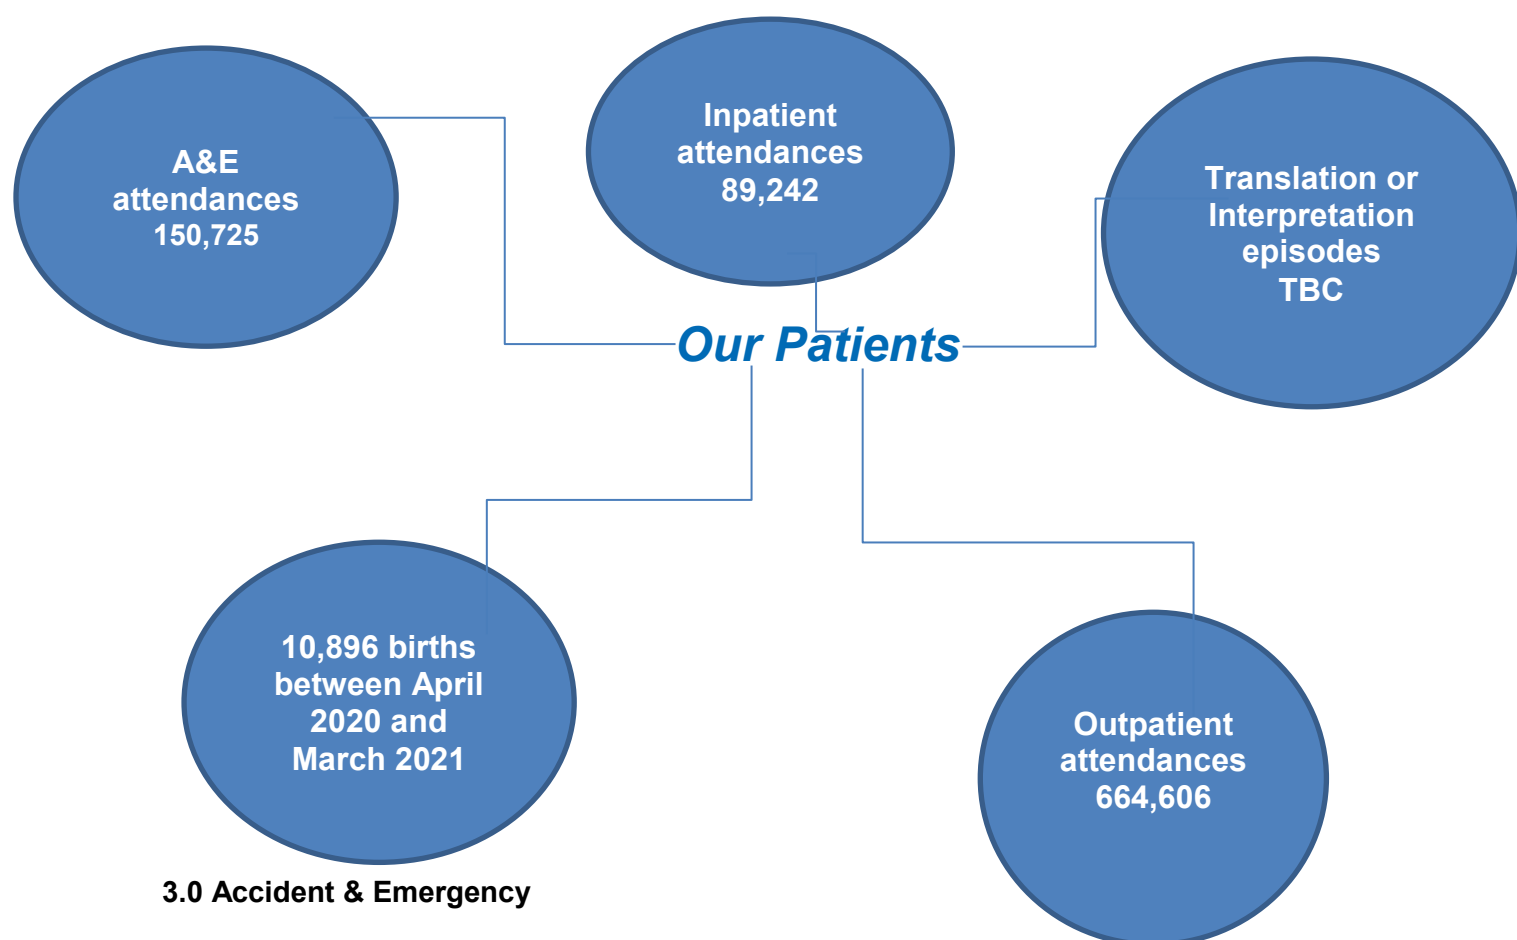 A&E
attendances
150,725
Inpatient
attendances
89,242
Translation or
Interpretation
episodes
TBC
Our Patients
10,896 births
between April
2020 and
March 2021
Outpatient
attendances
664,606
3.0 Accident & Emergency